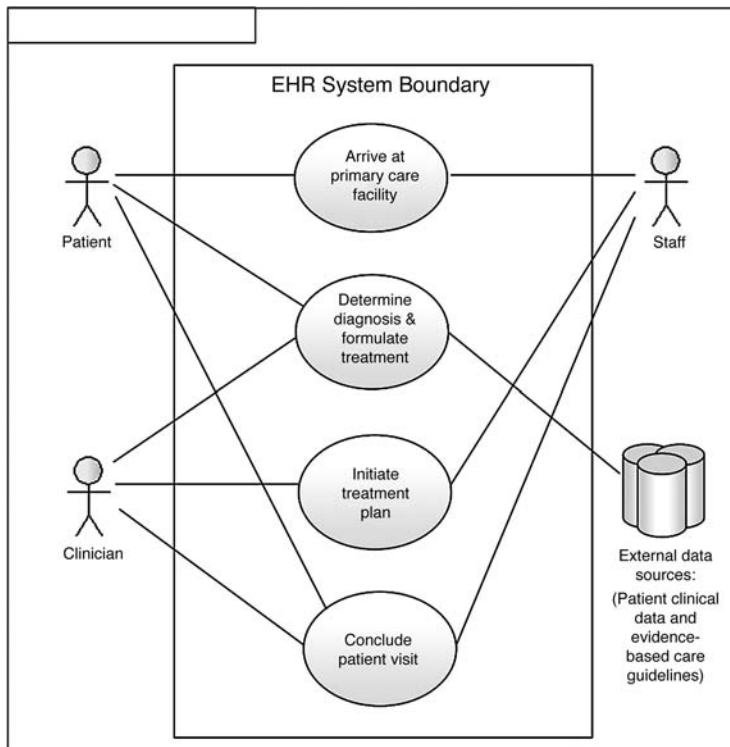 EHR System Boundary
Arrive at
primary care
facility
Patient
Staff
Determine
diagnosis &
formulate
treatment
Initiate
treatment
plan
Clinician
External data
sources:
(Patient clinical
data and
evidence-
based care
guidelines)
Conclude
patient visit